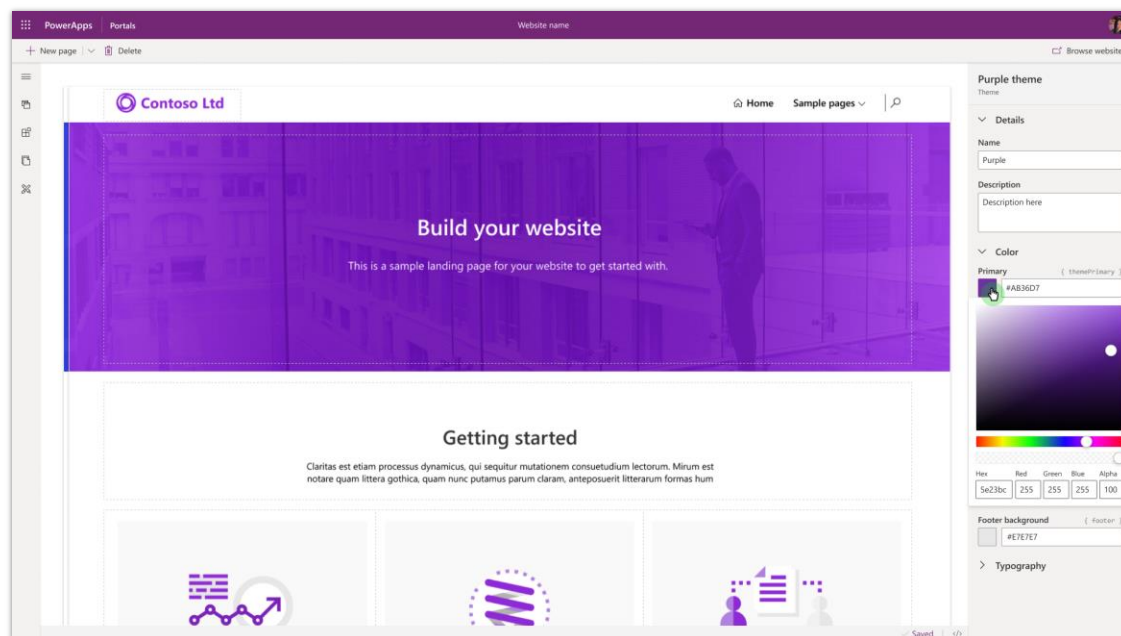 PowerApps Portals Website name
New page Delete Browse website
Contoso Ltd
Home Sample pages
Build your website
This is a sample landing page for your website to get started with.
Getting started
Claritas est etiam processus dynamicus, qui sequitur mutationem consuetudium lectorum. Mirum est
notare quam littera gothica, quam nunc putamus parum claram, anteposuerit litterarum formas hum
Purple theme
Theme
Details
Name
Purple
Description
Description here
Color
Primary { themePrimary }
#AB36D7
Hex Red Green Blue Alpha
5e23bc 255 255 255 100
Footer background { footer }
#E7E7E7
Typography
Saved </>